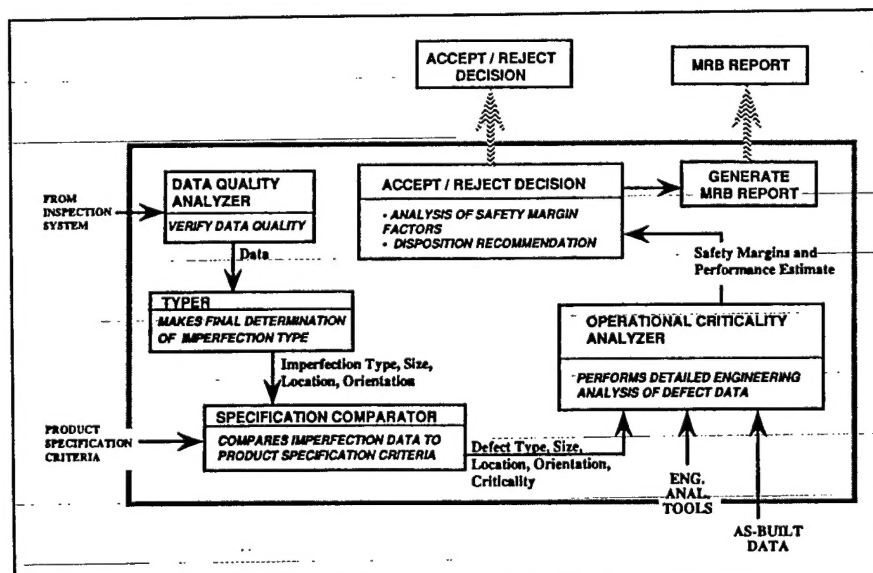 ACCEPT / REJECT
DECISION
MRB REPORT
FROM
INSPECTION
SYSTEM
DATA QUALITY
ANALYZER
VERIFY DATA QUALITY
Data
TYPER
MAKES FINAL DETERMINATION
OF IMPERFECTION TYPE
Imperfection Type, Size,
Location, Orientation
PRODUCT
SPECIFICATION
CRITERIA
SPECIFICATION COMPARATOR
COMPARES IMPERFECTION DATA TO
PRODUCT SPECIFICATION CRITERIA
Defect Type, Size,
Location, Orientation,
Criticality
ACCEPT / REJECT DECISION
• ANALYSIS OF SAFETY MARGIN
FACTORS
• DISPOSITION RECOMMENDATION
GENERATE
MRB REPORT
Safety Margins and
Performance Estimate
OPERATIONAL CRITICALITY
ANALYZER
PERFORMS DETAILED ENGINEERING
ANALYSIS OF DEFECT DATA
ENG.
ANAL.
TOOLS
AS-BUILT
DATA